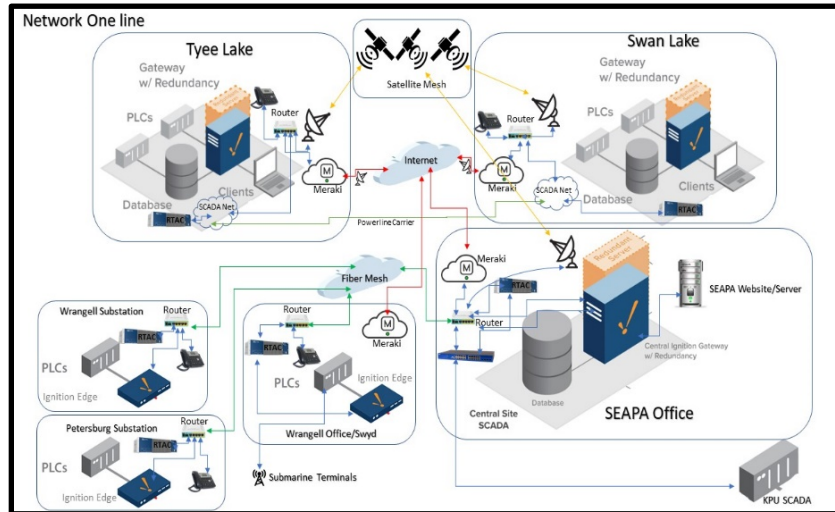 Network One line
Tyee Lake
Gateway
w/ Redundancy
PLCs
Router
Meraki
Clients
Database
SCADA Net
RTAC
Satellite Mesh
Internet
Powerline Carrier
Swan Lake
Gateway
w/ Redundancy
PLCs
Router
Meraki
SCADA Net
Database
Clients
RTAC
Fiber Mesh
Wrangell Substation
Router
RTAC
PLCs
Ignition Edge
Petersburg Substation
Router
RTAC
PLCs
Ignition Edge
Router
Meraki
RTAC
PLCs
Ignition Edge
Wrangell Office/Swyd
Submarine Terminals
Meraki
RTAC
Router
Redundant Server
SEAPA Website/Server
Central Ignition Gateway
w/ Redundancy
Database
Central Site
SCADA
SEAPA Office
KPU SCADA